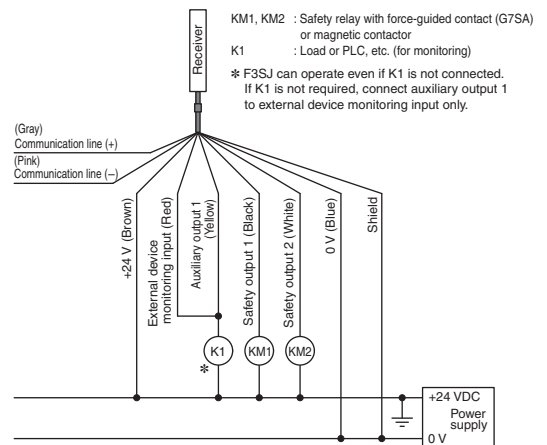 Receiver
KM1, KM2 : Safety relay with force-guided contact (G7SA)
or magnetic contactor
K1 : Load or PLC, etc. (for monitoring)
* F3SJ can operate even if K1 is not connected.
If K1 is not required, connect auxiliary output 1
to external device monitoring input only.
(Gray)
Communication line (+)
(Pink)
Communication line (–)
+24 V (Brown)
External device
monitoring input (Red)
Auxiliary output 1
(Yellow)
Safety output 1 (Black)
Safety output 2 (White)
0 V (Blue)
Shield
K1
KM1
KM2
*
+24 VDC
Power
supply
0 V